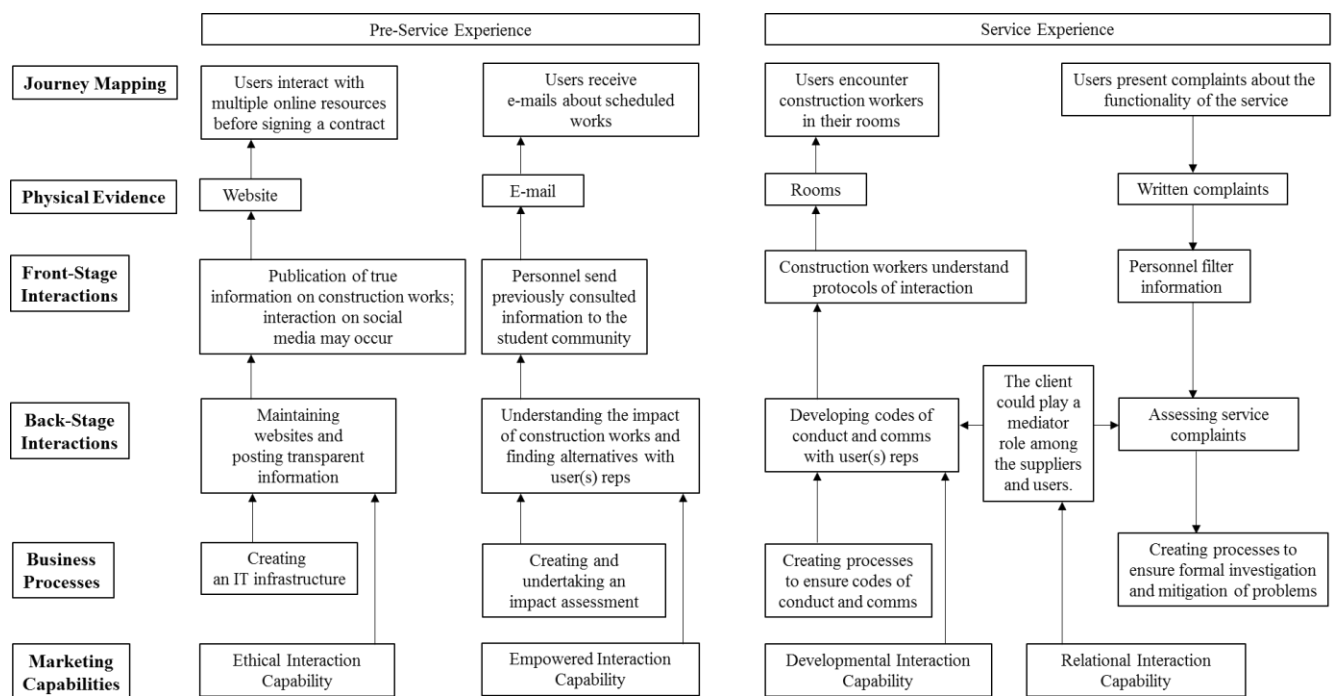 Pre-Service Experience
Service Experience
Journey Mapping
Users interact with
multiple online resources
before signing a contract
Users receive
e-mails about scheduled
works
Users encounter
construction workers
in their rooms
Users present complaints about the
functionality of the service
Physical Evidence
Website
E-mail
Rooms
Written complaints
Front-Stage
Interactions
Publication of true
information on construction works;
interaction on social
media may occur
Personnel send
previously consulted
information to the
student community
Construction workers understand
protocols of interaction
Personnel filter
information
Back-Stage
Interactions
Maintaining
websites and
posting transparent
information
Understanding the impact
of construction works and
finding alternatives with
user(s) reps
Developing codes of
conduct and comms
with user(s) reps
The client
could play a
mediator
role among
the suppliers
and users.
Assessing service
complaints
Business
Processes
Creating
an IT infrastructure
Creating and
undertaking an
impact assessment
Creating processes
to ensure codes of
conduct and comms
Creating processes to
ensure formal investigation
and mitigation of problems
Marketing
Capabilities
Ethical Interaction
Capability
Empowered Interaction
Capability
Developmental Interaction
Capability
Relational Interaction
Capability